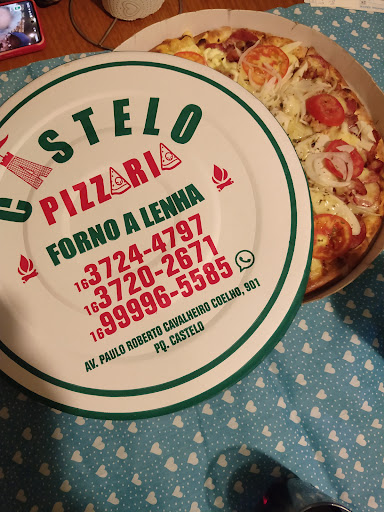 CASTELO
PIZZARIA
FORNO A LENHA
16 3724-4797
16 3720-2671
16 99996-5585
AV. PAULO ROBERTO CAVALHEIRO COELHO, 901
PQ. CASTELO